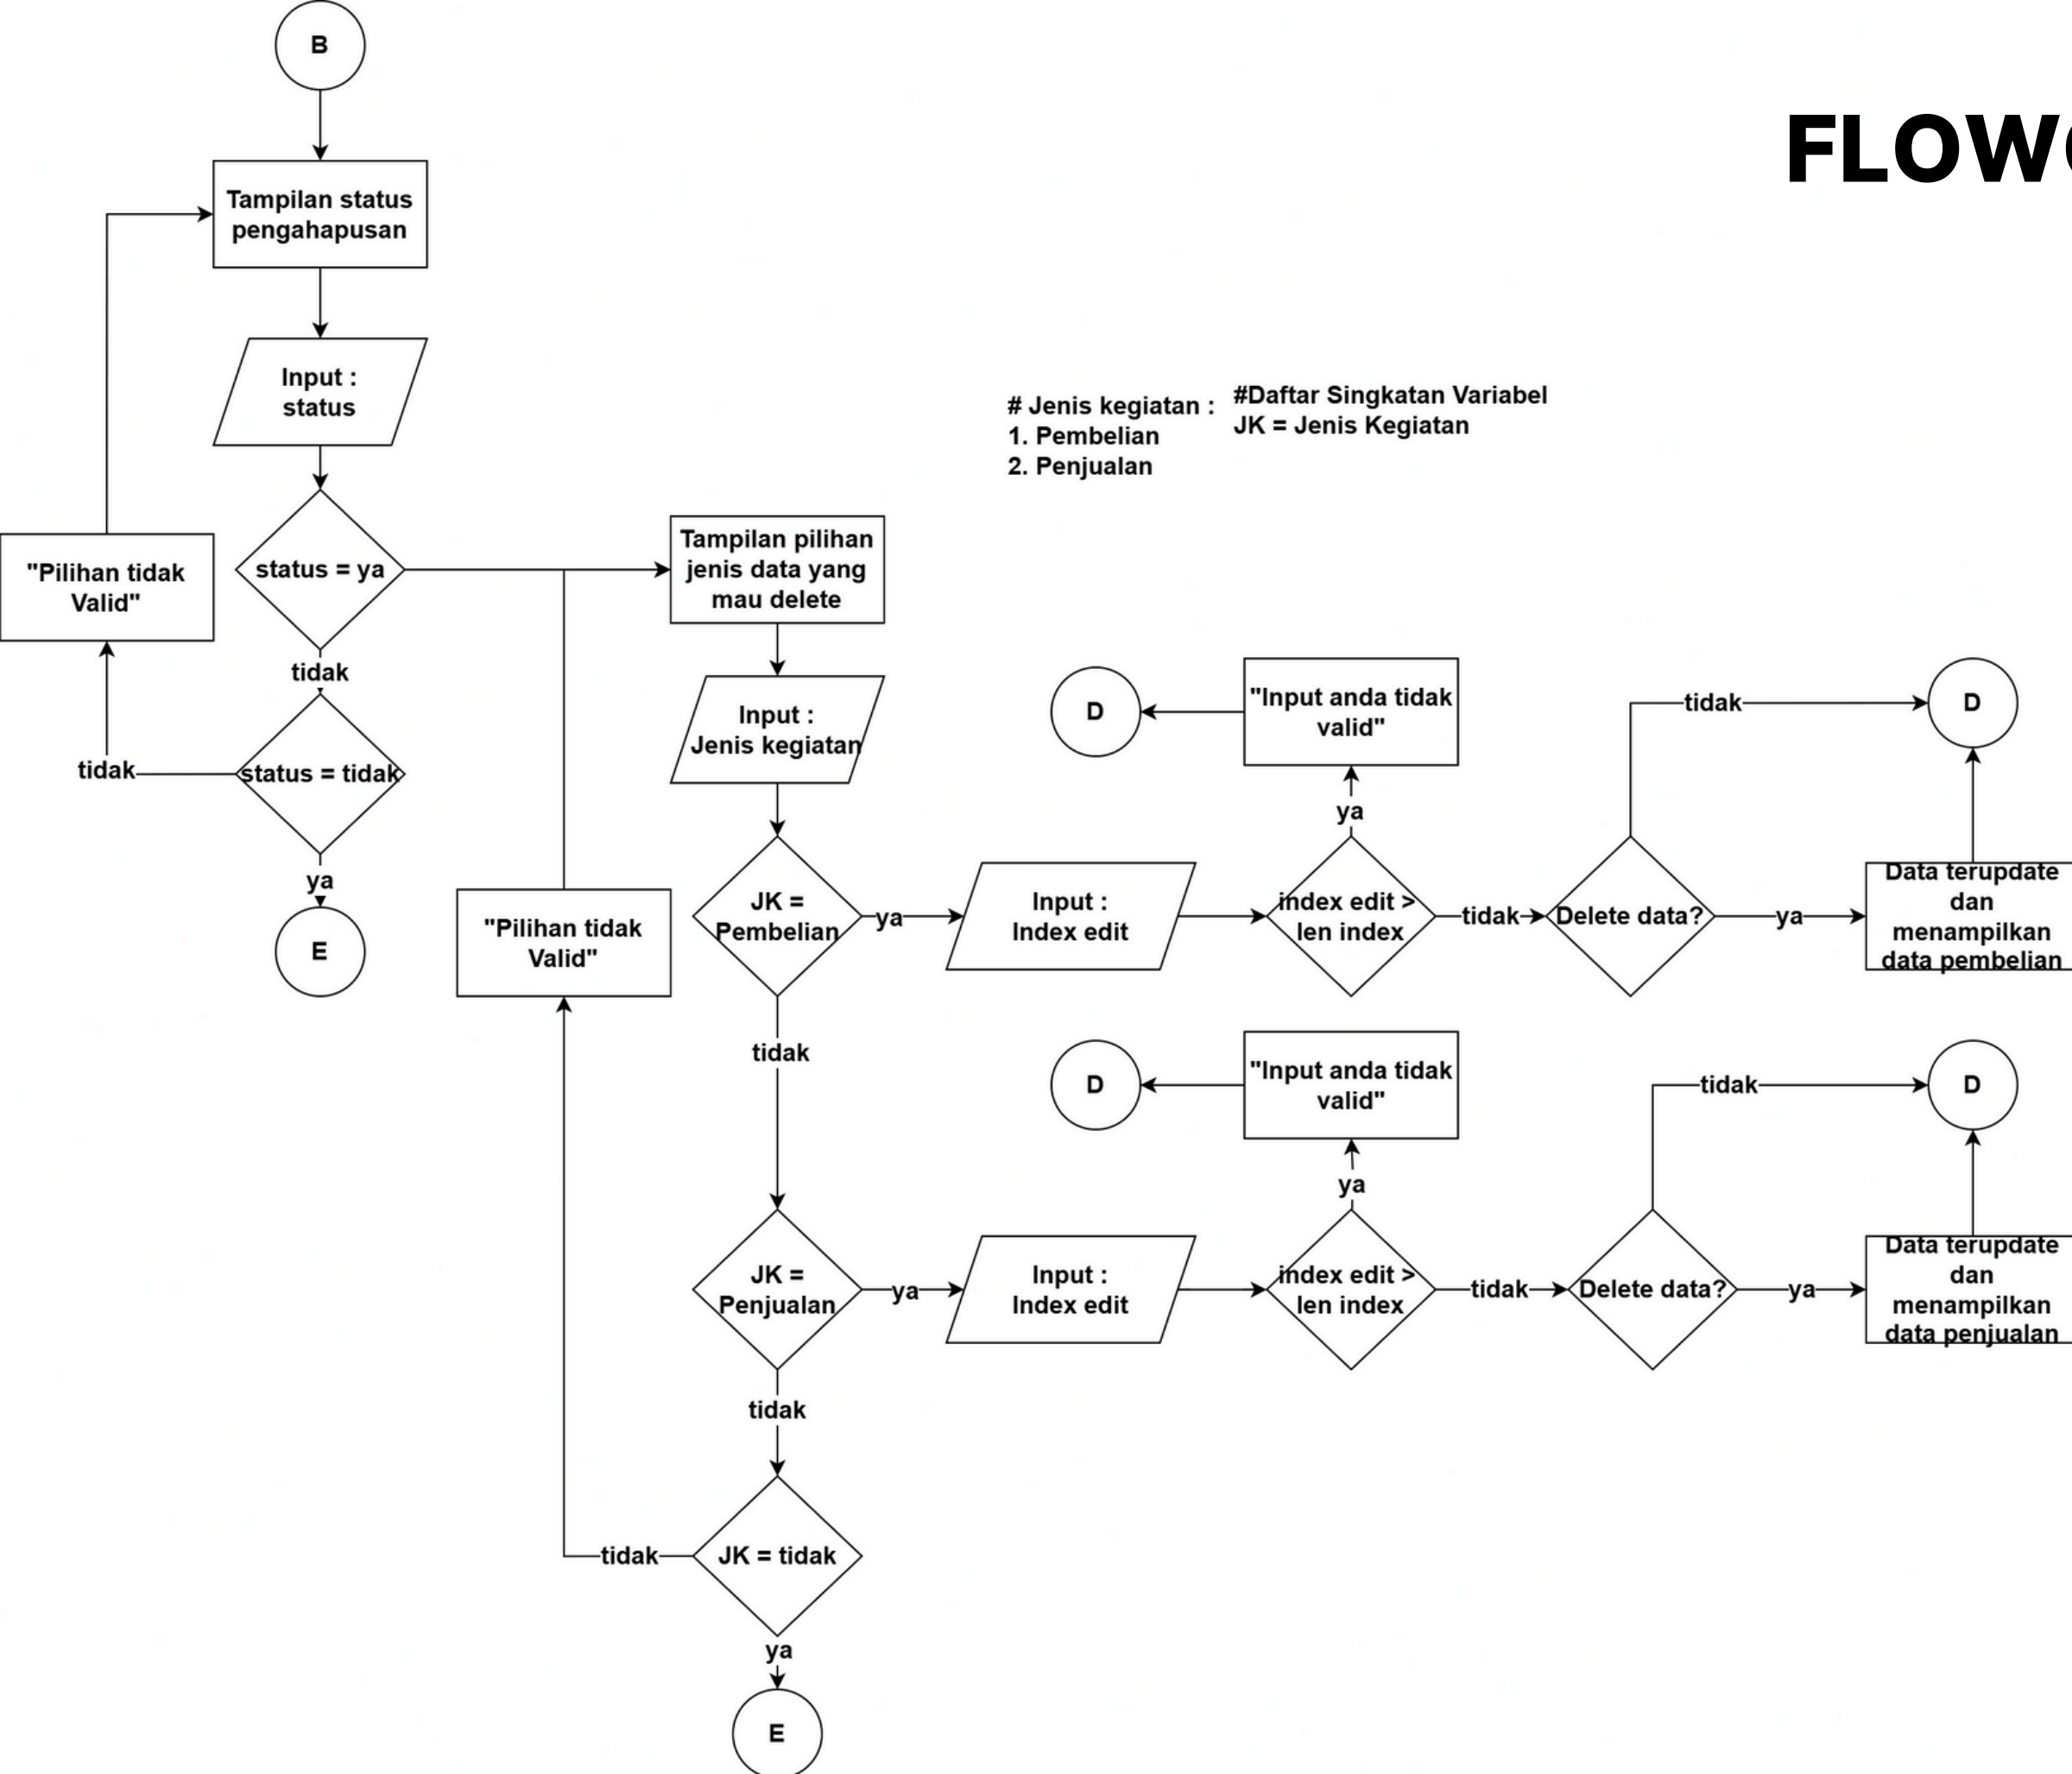 B
FLOW
Tampilan status
pengahapusan
Input :
status
# Jenis kegiatan :
1. Pembelian
2. Penjualan
#Daftar Singkatan Variabel
JK = Jenis Kegiatan
"Pilihan tidak
Valid"
status = ya
Tampilan pilihan
jenis data yang
mau delete
tidak
status = tidak
tidak
ya
E
Input :
Jenis kegiatan
D
"Input anda tidak
valid"
tidak
D
ya
"Pilihan tidak
Valid"
JK =
Pembelian
ya
Input :
Index edit
index edit >
len index
tidak
Delete data?
ya
Data terupdate
dan
menampilkan
data pembelian
tidak
D
"Input anda tidak
valid"
tidak
D
ya
JK =
Penjualan
ya
Input :
Index edit
index edit >
len index
tidak
Delete data?
ya
Data terupdate
dan
menampilkan
data penjualan
tidak
tidak
JK = tidak
ya
E